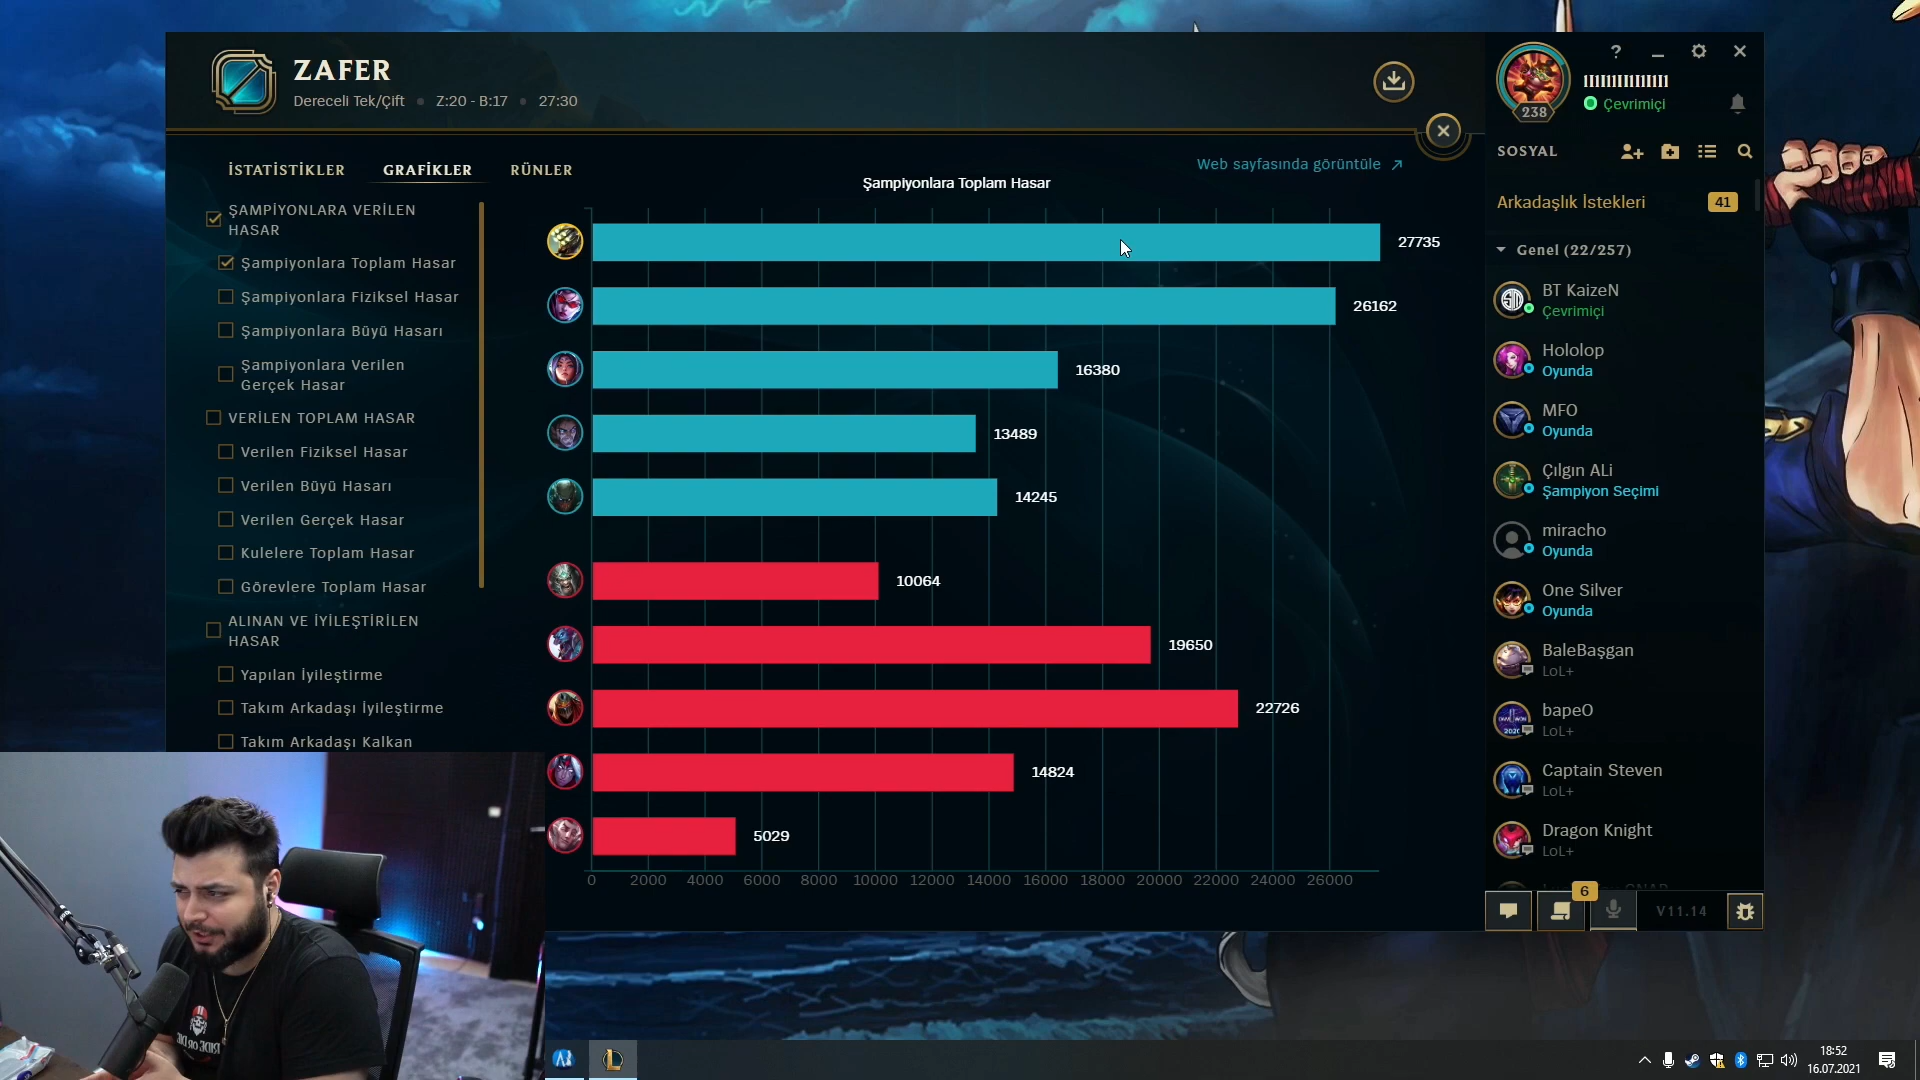 ZAFER
Dereceli Tek/Çift • Z:20 - B:17 • 27:30
İSTATİSTİKLER
GRAFİKLER
RÜNLER
Web sayfasında görüntüle
Şampiyonlara Toplam Hasar
ŞAMPİYONLARA VERİLEN
HASAR
Şampiyonlara Toplam Hasar
Şampiyonlara Fiziksel Hasar
Şampiyonlara Büyü Hasarı
Şampiyonlara Verilen
Gerçek Hasar
VERİLEN TOPLAM HASAR
Verilen Fiziksel Hasar
Verilen Büyü Hasarı
Verilen Gerçek Hasar
Kulelere Toplam Hasar
Görevlere Toplam Hasar
ALINAN VE İYİLEŞTİRİLEN
HASAR
Yapılan İyileştirme
Takım Arkadaşı İyileştirme
Takım Arkadaşı Kalkan
27735
26162
16380
13489
14245
10064
19650
22726
14824
5029
0 2000 4000 6000 8000 10000 12000 14000 16000 18000 20000 22000 24000 26000
238
?
Çevrimiçi
SOSYAL
Arkadaşlık İstekleri
41
Genel (22/257)
BT KaizeN
Çevrimiçi
Hololop
Oyunda
MFO
Oyunda
Çılgın ALi
Şampiyon Seçimi
miracho
Oyunda
One Silver
Oyunda
BaleBaşgan
LoL+
bapeO
LoL+
Captain Steven
LoL+
Dragon Knight
LoL+
6
V11.14
RIDE OR DIE
18:52
16.07.2021